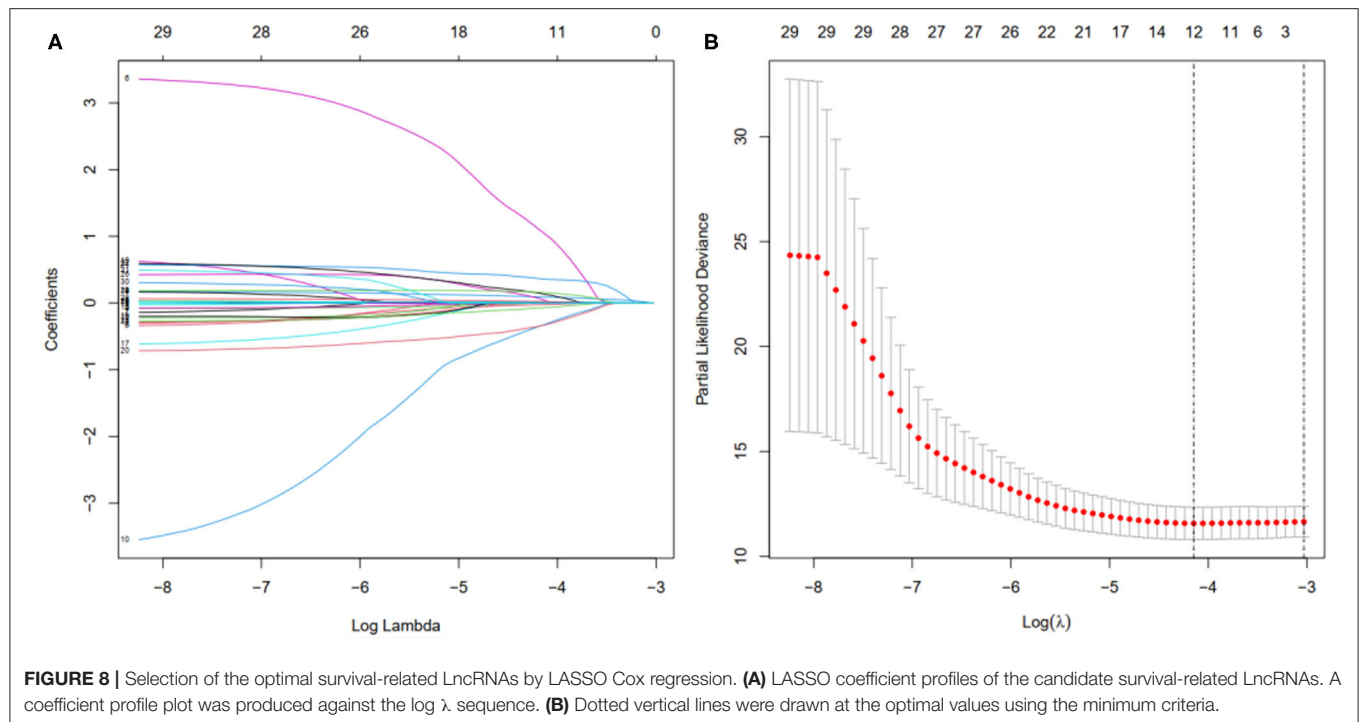 A
29 28 26 18 11 0
3
2
1
0
−1
−2
−3
Coefficients
6
30
17
20
10
−8 −7 −6 −5 −4 −3
Log Lambda
B
29 29 29 28 27 27 26 22 21 17 14 12 11 6 3
30
25
20
15
10
Partial Likelihood Deviance
−8 −7 −6 −5 −4 −3
Log(λ)
FIGURE 8 | Selection of the optimal survival-related LncRNAs by LASSO Cox regression. (A) LASSO coefficient profiles of the candidate survival-related LncRNAs. A
coefficient profile plot was produced against the log λ sequence. (B) Dotted vertical lines were drawn at the optimal values using the minimum criteria.